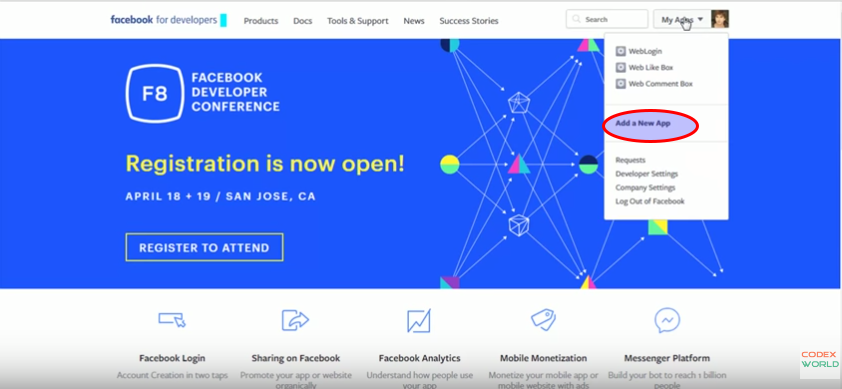 facebook for developers Products Docs Tools & Support News Success Stories Search My Apps
WebLogin
Web Like Box
Web Comment Box
Add a New App
Requests
Developer Settings
Company Settings
Log Out of Facebook
F8
FACEBOOK
DEVELOPER
CONFERENCE
Registration is now open!
APRIL 18 + 19 / SAN JOSE, CA
REGISTER TO ATTEND
Facebook Login
Account Creation in two taps
Sharing on Facebook
Promote your app or website
organically
Facebook Analytics
Understand how people use
your app
Mobile Monetization
Monetize your mobile app or
mobile website with ads
Messenger Platform
Build your bot to reach 1 billion
people
CODEX
WORLD